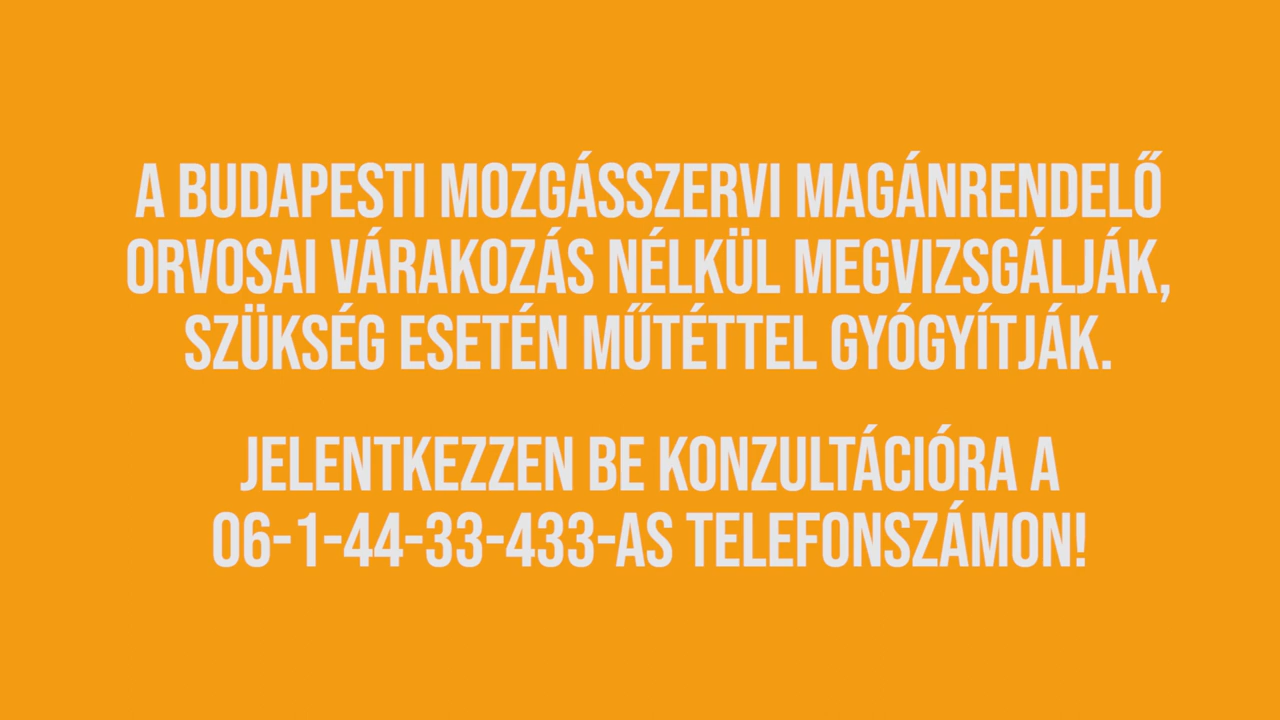 A BUDAPESTI MOZGÁSSZERVI MAGÁNRENDELŐ
ORVOSAI VÁRAKOZÁS NÉLKÜL MEGVIZSGÁLJÁK,
SZÜKSÉG ESETÉN MŰTÉTTEL GYÓGYÍTJÁK.
JELENTKEZZEN BE KONZULTÁCIÓRA A
06-1-44-33-433-AS TELEFONSZÁMON!